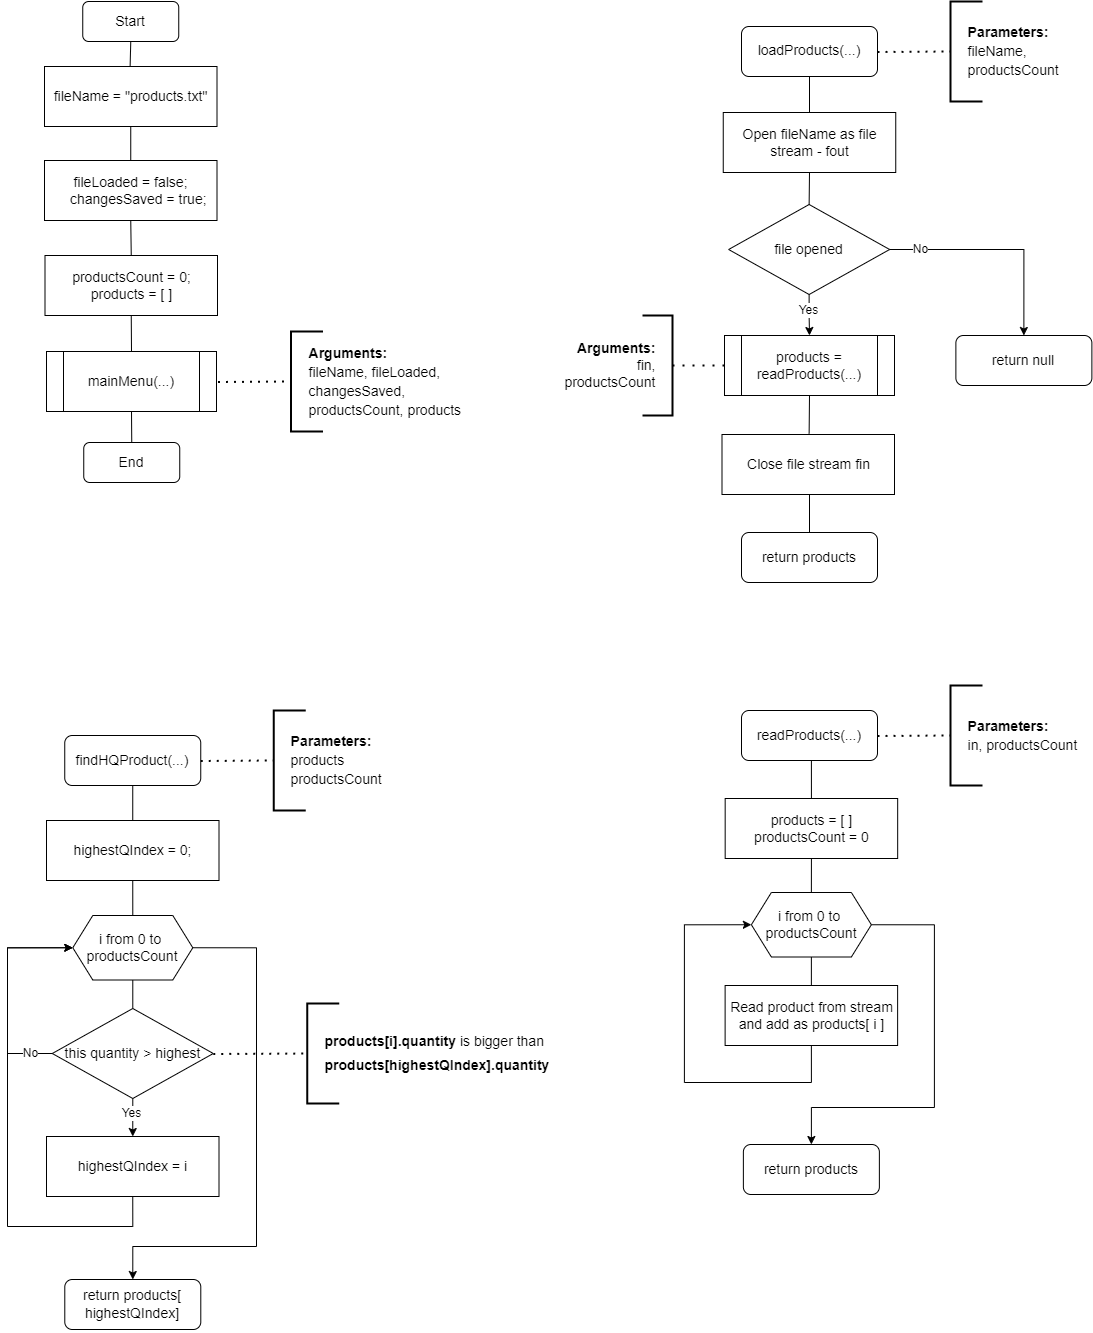 Start
fileName = "products.txt"
fileLoaded = false;
changesSaved = true;
productsCount = 0;
products = [ ]
mainMenu(...)
Arguments:
fileName, fileLoaded,
changesSaved,
productsCount, products
End
loadProducts(...)
Parameters:
fileName,
productsCount
Open fileName as file
stream - fout
file opened
No
Yes
return null
Arguments:
fin,
productsCount
products =
readProducts(...)
Close file stream fin
return products
findHQProduct(...)
Parameters:
products
productsCount
highestQIndex = 0;
i from 0 to
productsCount
this quantity > highest
No
products[i].quantity is bigger than
products[highestQIndex].quantity
Yes
highestQIndex = i
return products[
highestQIndex]
readProducts(...)
Parameters:
in, productsCount
products = [ ]
productsCount = 0
i from 0 to
productsCount
Read product from stream
and add as products[ i ]
return products